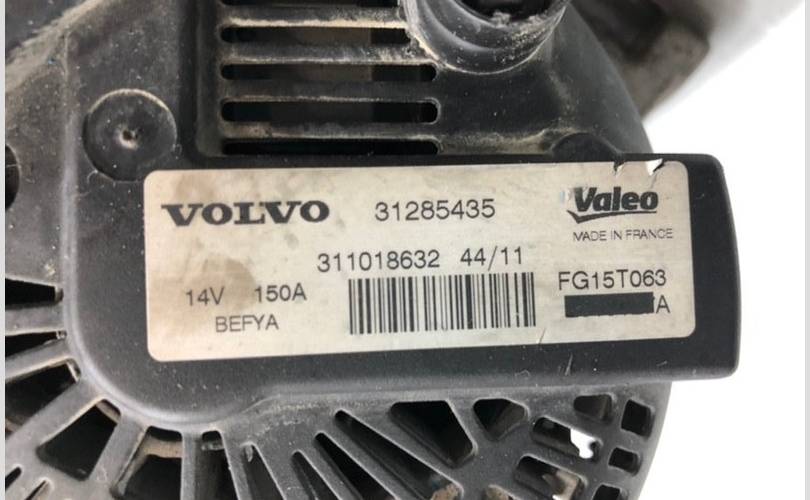 VOLVO 31285435 Valeo
MADE IN FRANCE
311018632 44/11
14V 150A FG15T063
BEFYA A